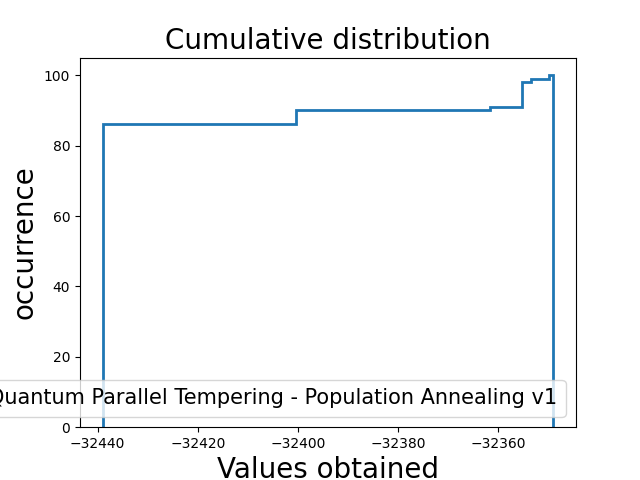 Cumulative distribution
occurrence
100
80
60
40
20
0
Parallel Tempering - Population Annealing v1
−32440 −32420 −32400 −32380 −32360
Values obtained